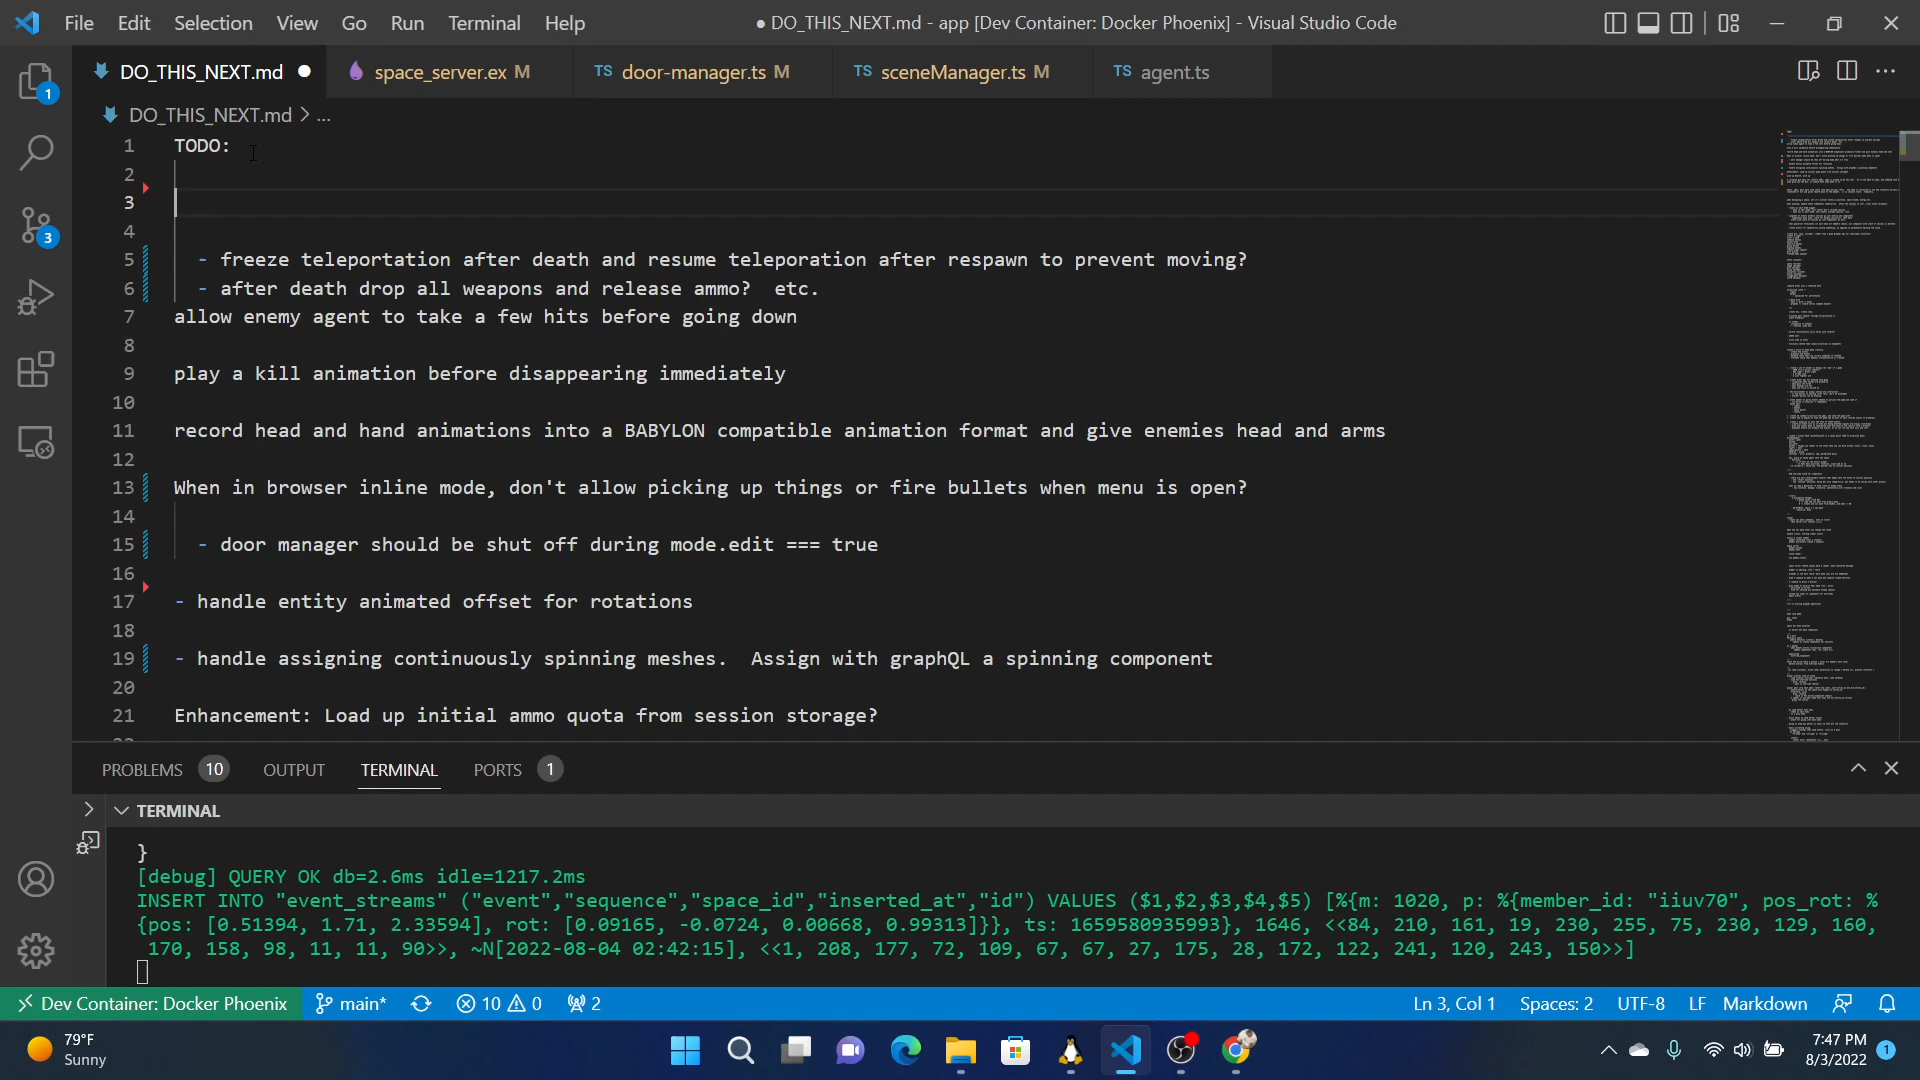 File Edit Selection View Go Run Terminal Help
● DO_THIS_NEXT.md - app [Dev Container: Docker Phoenix] - Visual Studio Code
DO_THIS_NEXT.md
space_server.ex M
TS door-manager.ts M
TS sceneManager.ts M
TS agent.ts
DO_THIS_NEXT.md > ...
1 TODO:
2
3
4
5 - freeze teleportation after death and resume teleporation after respawn to prevent moving?
6 - after death drop all weapons and release ammo?  etc.
7 allow enemy agent to take a few hits before going down
8
9 play a kill animation before disappearing immediately
10
11 record head and hand animations into a BABYLON compatible animation format and give enemies head and arms
12
13 When in browser inline mode, don't allow picking up things or fire bullets when menu is open?
14
15 - door manager should be shut off during mode.edit === true
16
17 - handle entity animated offset for rotations
18
19 - handle assigning continuously spinning meshes.  Assign with graphQL a spinning component
20
21 Enhancement: Load up initial ammo quota from session storage?
1
3
PROBLEMS 10 OUTPUT TERMINAL PORTS 1
TERMINAL
}
[debug] QUERY OK db=2.6ms idle=1217.2ms
INSERT INTO "event_streams" ("event","sequence","space_id","inserted_at","id") VALUES ($1,$2,$3,$4,$5) [%{m: 1020, p: %{member_id: "iiuv70", pos_rot: %
{pos: [0.51394, 1.71, 2.33594], rot: [0.09165, -0.0724, 0.00668, 0.99313]}}, ts: 1659580935993}, 1646, <<84, 210, 161, 19, 230, 255, 75, 230, 129, 160,
170, 158, 98, 11, 11, 90>>, ~N[2022-08-04 02:42:15], <<1, 208, 177, 72, 109, 67, 67, 27, 175, 28, 172, 122, 241, 120, 243, 150>>]
Dev Container: Docker Phoenix main* 10 0 2 Ln 3, Col 1 Spaces: 2 UTF-8 LF Markdown
79°F
Sunny
7:47 PM
8/3/2022
1